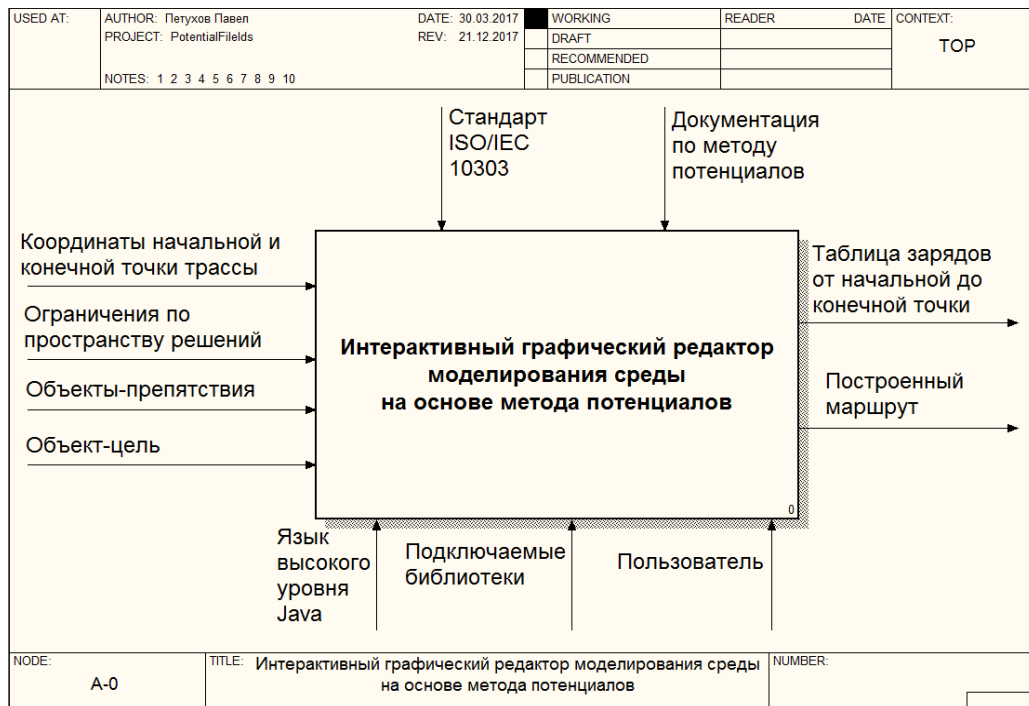 USED AT:
AUTHOR: Петухов Павел
DATE: 30.03.2017
WORKING
READER
DATE
CONTEXT:
PROJECT: PotentialFilelds
REV: 21.12.2017
DRAFT
TOP
RECOMMENDED
NOTES: 1 2 3 4 5 6 7 8 9 10
PUBLICATION
Стандарт
ISO/IEC
10303
Документация
по методу
потенциалов
Координаты начальной и
конечной точки трассы
Ограничения по
пространству решений
Объекты-препятствия
Объект-цель
Интерактивный графический редактор
моделирования среды
на основе метода потенциалов
0
Таблица зарядов
от начальной до
конечной точки
Построенный
маршрут
Язык
высокого
уровня
Java
Подключаемые
библиотеки
Пользователь
NODE:
A-0
TITLE:
Интерактивный графический редактор моделирования среды
на основе метода потенциалов
NUMBER: